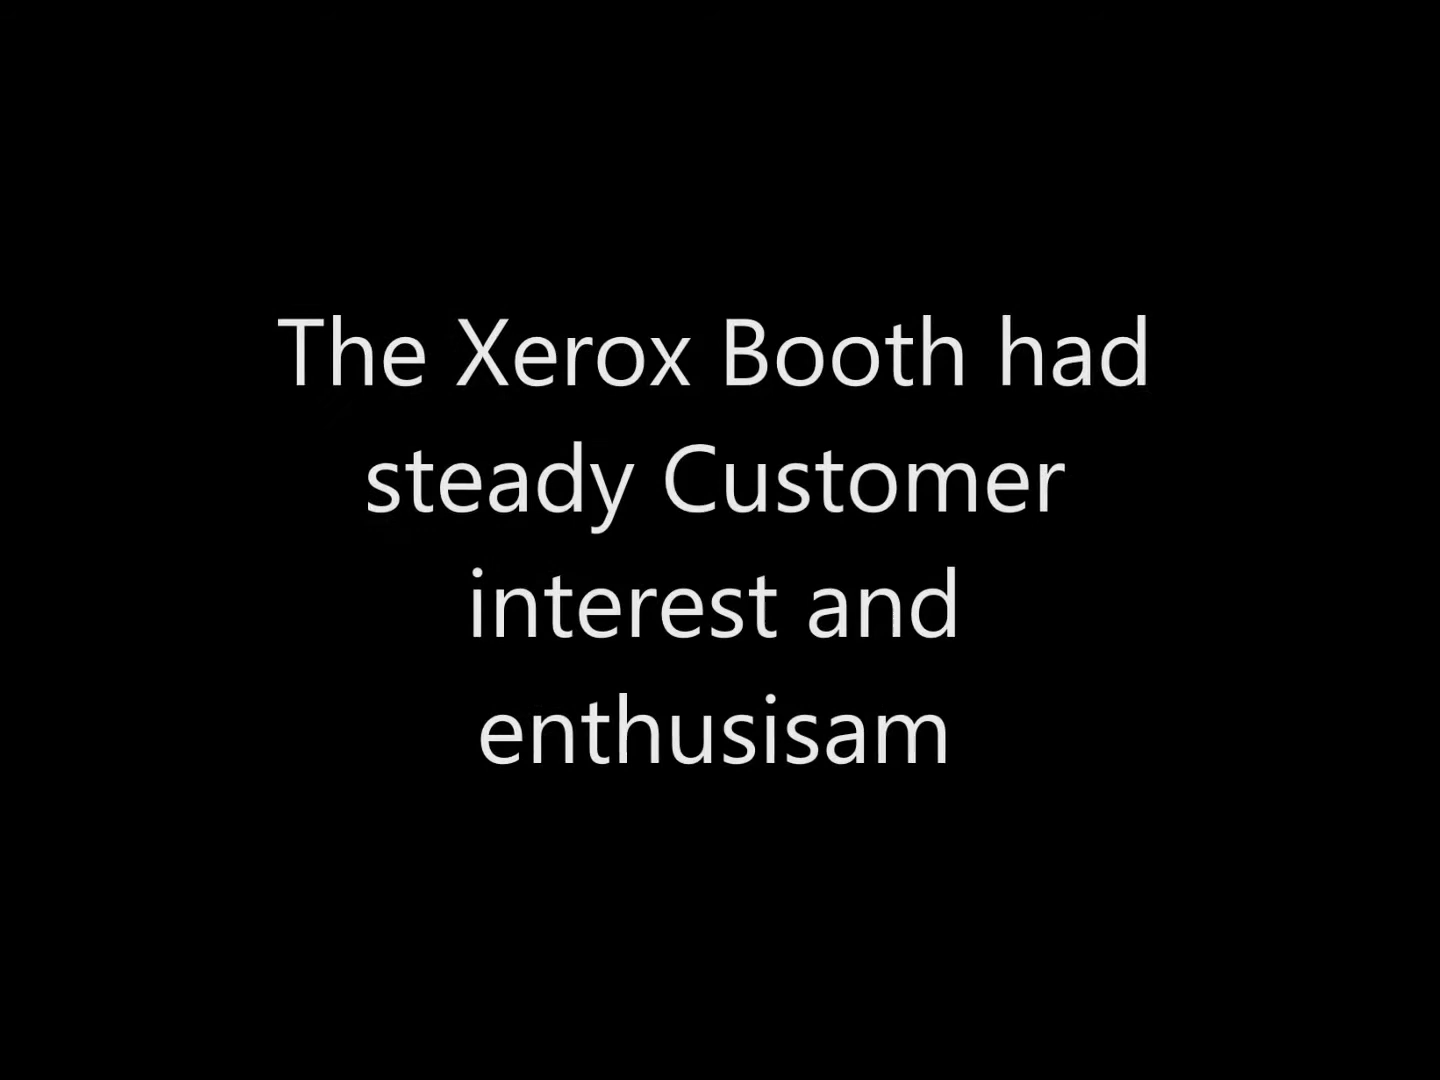 The Xerox Booth had
steady Customer
interest and
enthusisam